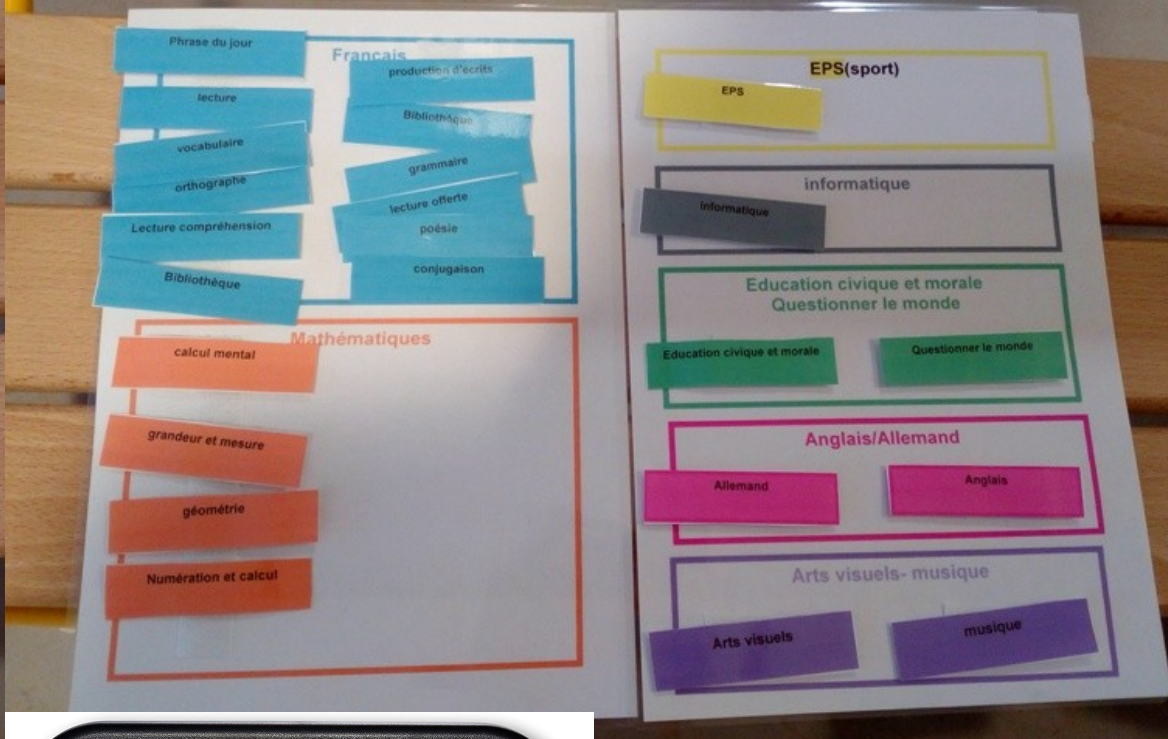 Français
Phrase du jour
lecture
vocabulaire
orthographe
Lecture compréhension
Bibliothèque
production d'écrits
Bibliothèque
grammaire
lecture offerte
poésie
conjugaison
Mathématiques
calcul mental
grandeur et mesure
géométrie
Numération et calcul
EPS(sport)
EPS
informatique
informatique
Education civique et morale
Questionner le monde
Education civique et morale
Questionner le monde
Anglais/Allemand
Allemand
Anglais
Arts visuels- musique
Arts visuels
musique